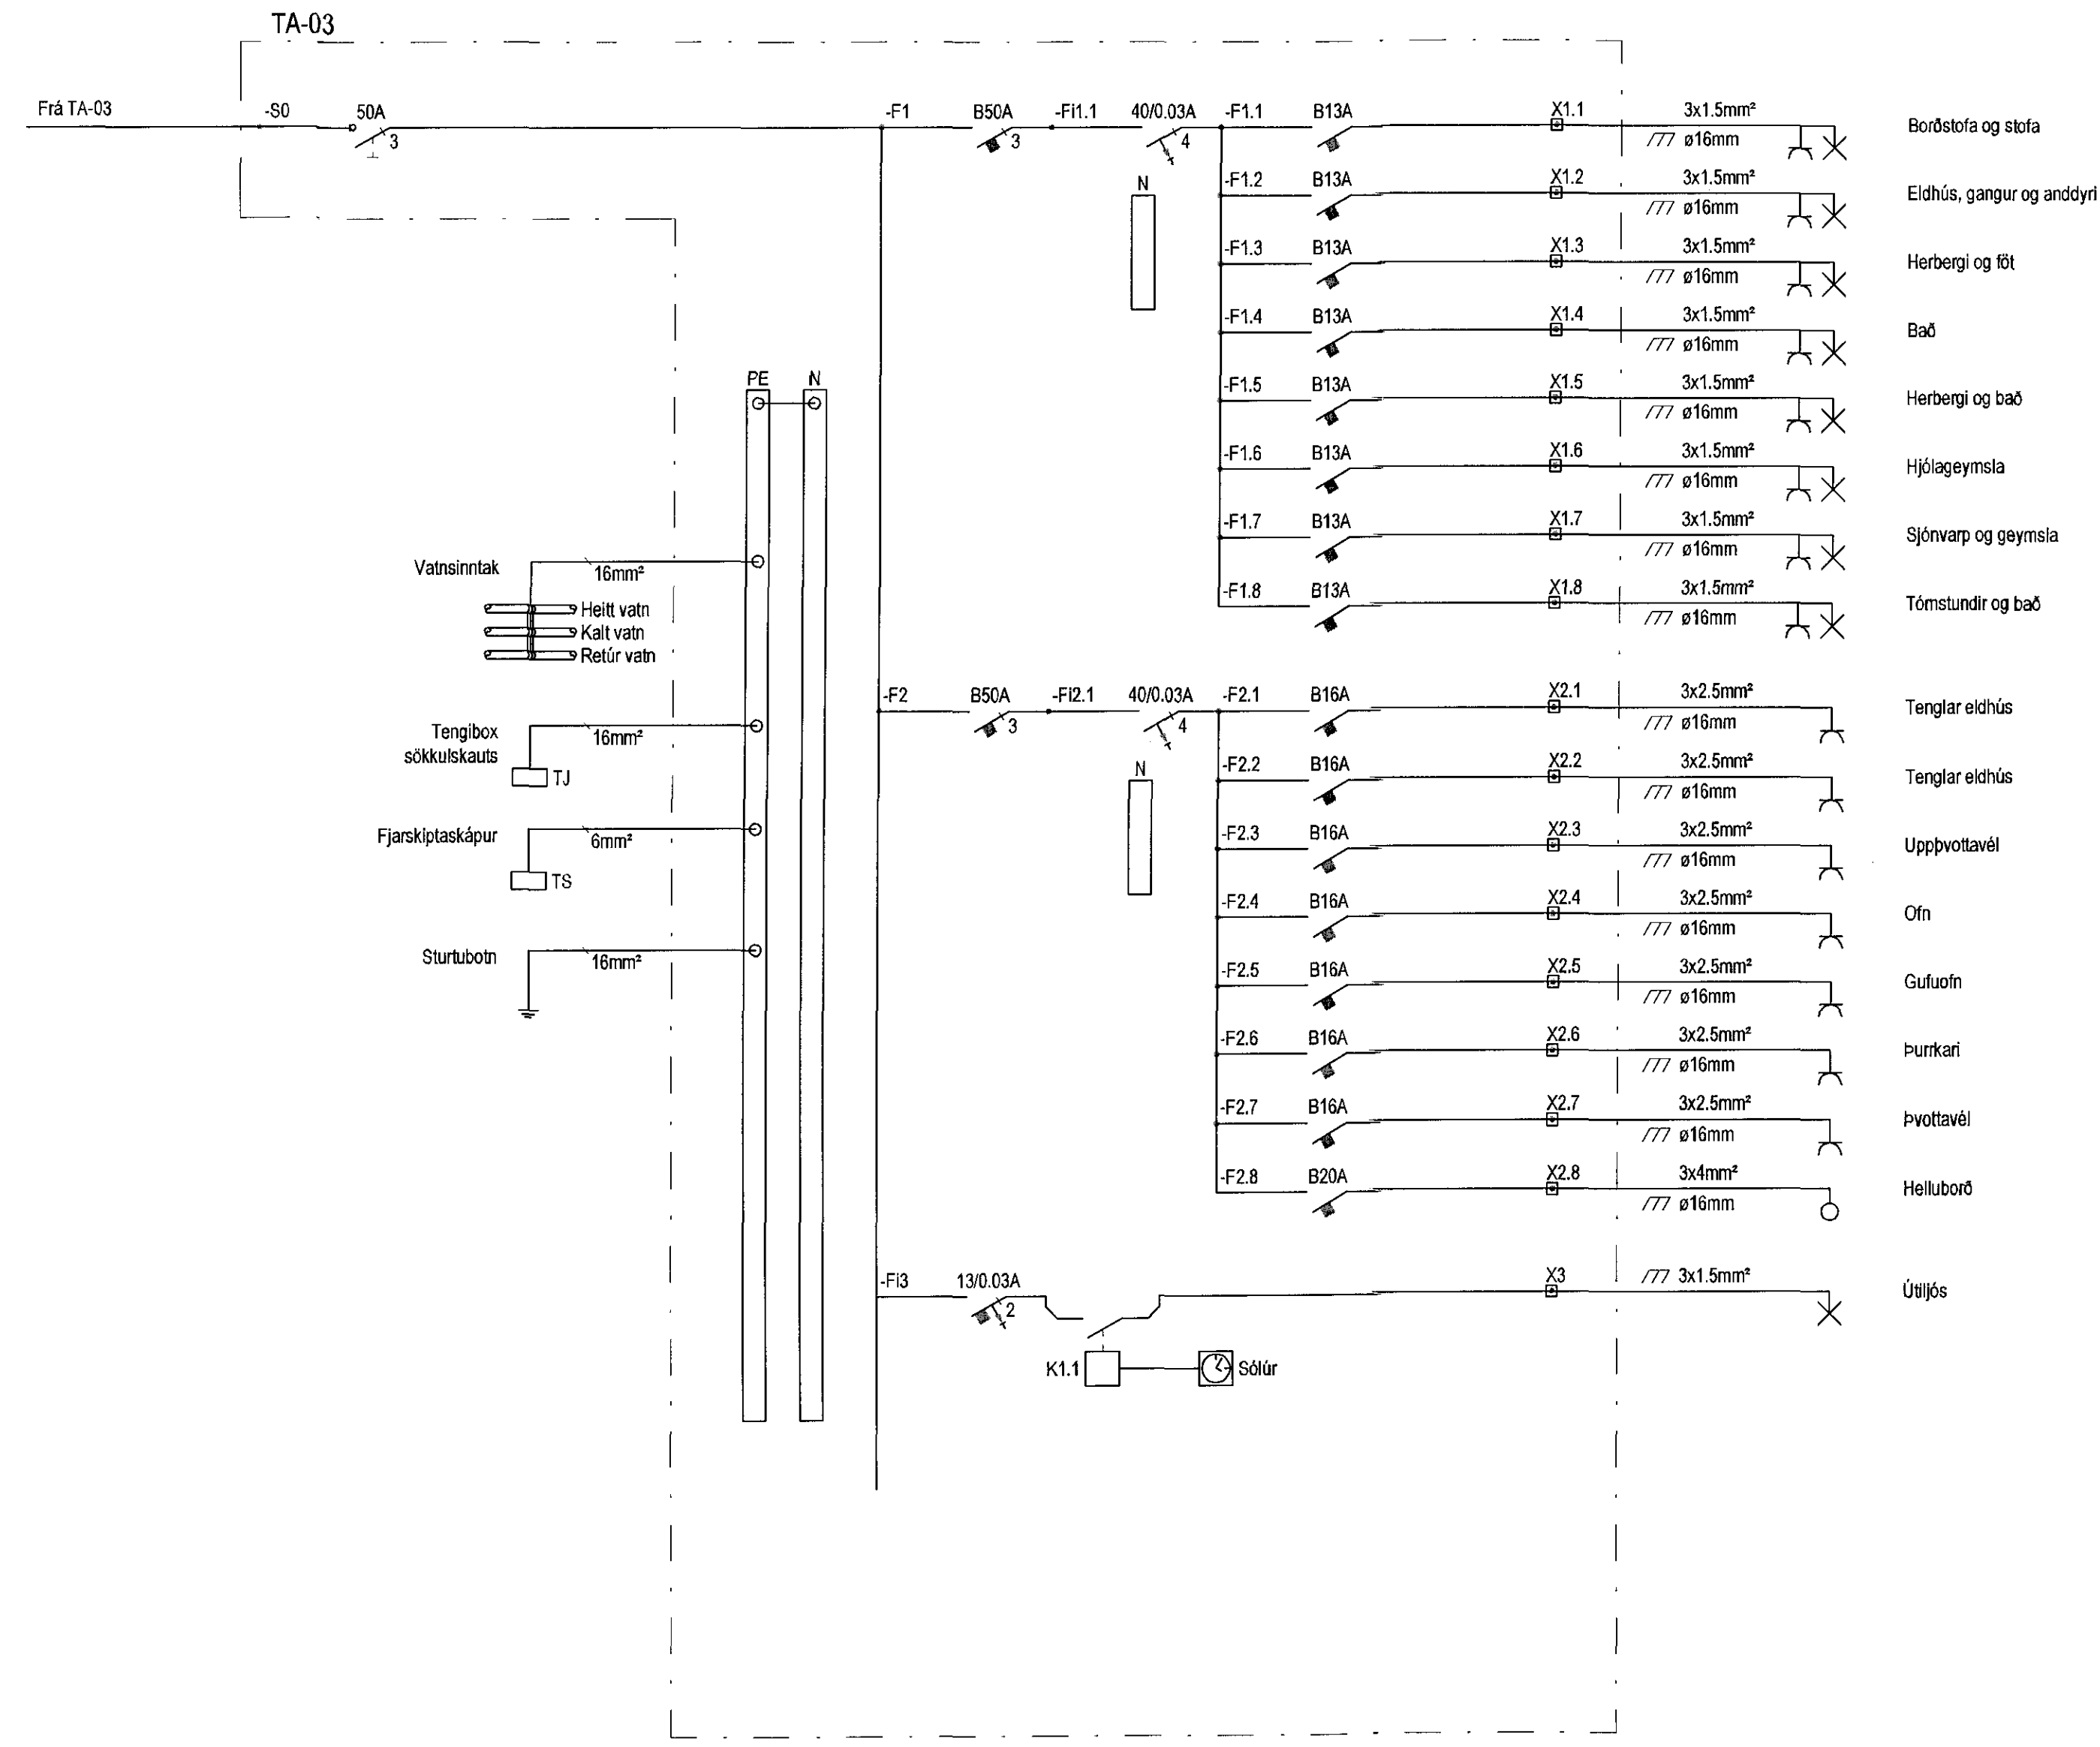 TA-03
Frá TA-03
-S0
50A
3
-F1
B50A
3
-Fi1.1
40/0.03A
4
N
-F1.1 B13A X1.1 3x1.5mm² ø16mm Borðstofa og stofa
-F1.2 B13A X1.2 3x1.5mm² ø16mm Eldhús, gangur og anddyri
-F1.3 B13A X1.3 3x1.5mm² ø16mm Herbergi og föt
-F1.4 B13A X1.4 3x1.5mm² ø16mm Bað
-F1.5 B13A X1.5 3x1.5mm² ø16mm Herbergi og bað
-F1.6 B13A X1.6 3x1.5mm² ø16mm Hjólageymsla
-F1.7 B13A X1.7 3x1.5mm² ø16mm Sjónvarp og geymsla
-F1.8 B13A X1.8 3x1.5mm² ø16mm Tómstundir og bað
PE N
Vatnsinntak
16mm²
Heitt vatn
Kalt vatn
Retúr vatn
Tengibox
sökkulskauts
16mm²
TJ
Fjarskiptaskápur
6mm²
TS
Sturtubotn
16mm²
-F2
B50A
3
-Fi2.1
40/0.03A
4
N
-F2.1 B16A X2.1 3x2.5mm² ø16mm Tenglar eldhús
-F2.2 B16A X2.2 3x2.5mm² ø16mm Tenglar eldhús
-F2.3 B16A X2.3 3x2.5mm² ø16mm Uppþvottavél
-F2.4 B16A X2.4 3x2.5mm² ø16mm Ofn
-F2.5 B16A X2.5 3x2.5mm² ø16mm Gufuofn
-F2.6 B16A X2.6 3x2.5mm² ø16mm Þurrkari
-F2.7 B16A X2.7 3x2.5mm² ø16mm Þvottavél
-F2.8 B20A X2.8 3x4mm² ø16mm Helluborð
-Fi3
13/0.03A
2
X3 3x1.5mm² Útiljós
K1.1
Sólúr